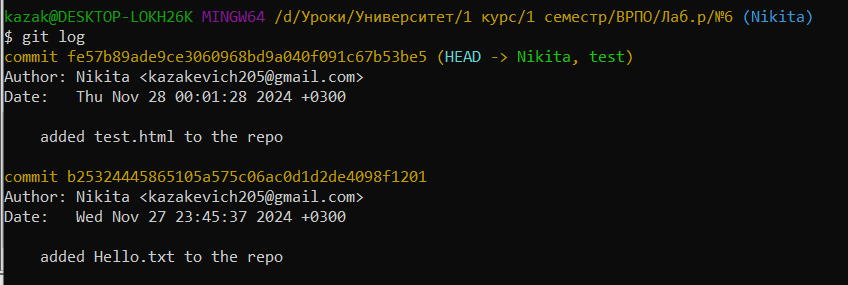 kazak@DESKTOP-LOKH26K MINGW64 /d/Уроки/Университет/1 курс/1 семестр/ВРПО/Лаб.р/№6 (Nikita)
$ git log
commit fe57b89ade9ce3060968bd9a040f091c67b53be5 (HEAD -> Nikita, test)
Author: Nikita <kazakevich205@gmail.com>
Date:   Thu Nov 28 00:01:28 2024 +0300
    added test.html to the repo
commit b25324445865105a575c06ac0d1d2de4098f1201
Author: Nikita <kazakevich205@gmail.com>
Date:   Wed Nov 27 23:45:37 2024 +0300
    added Hello.txt to the repo